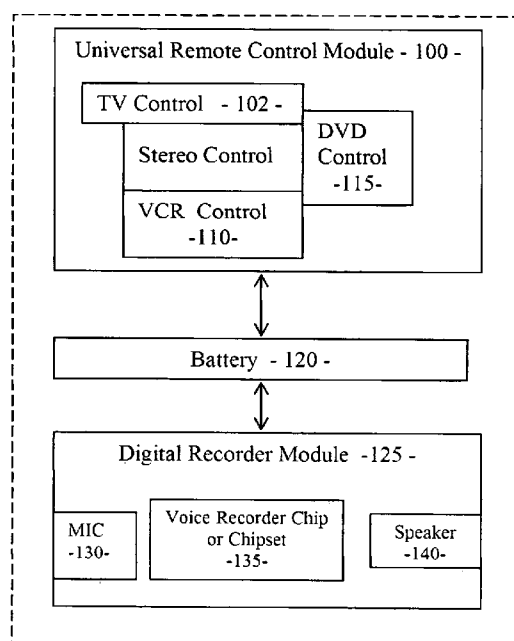 Universal Remote Control Module - 100 -
TV Control - 102 -
DVD
Control
-115-
Stereo Control
VCR Control
-110-
Battery - 120 -
Digital Recorder Module -125 -
MIC
-130-
Voice Recorder Chip
or Chipset
-135-
Speaker
-140-